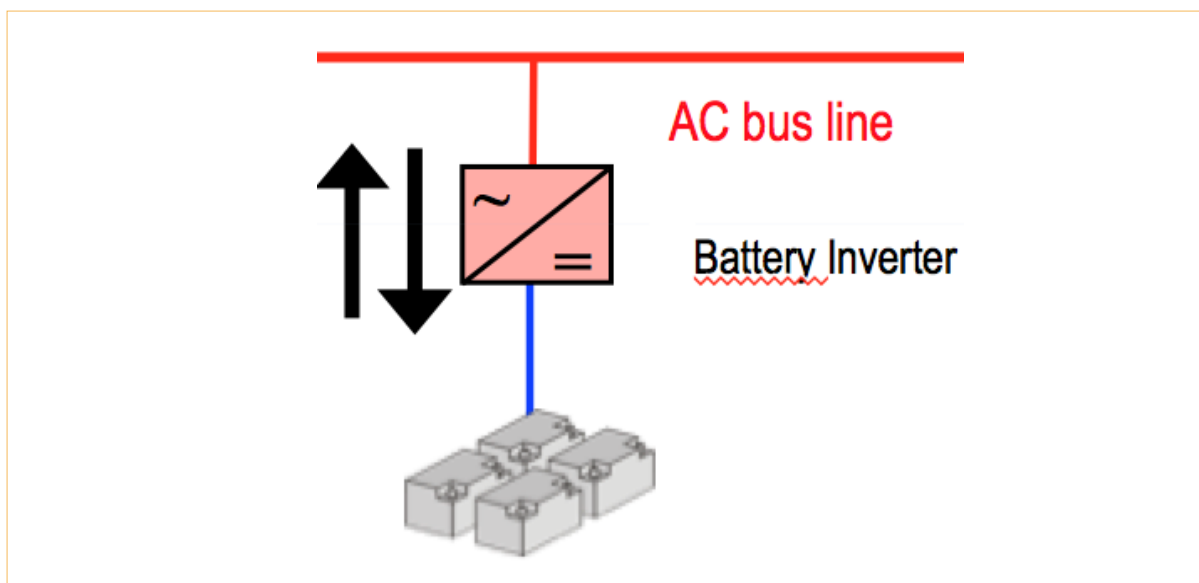 AC bus line
~
Battery Inverter
=